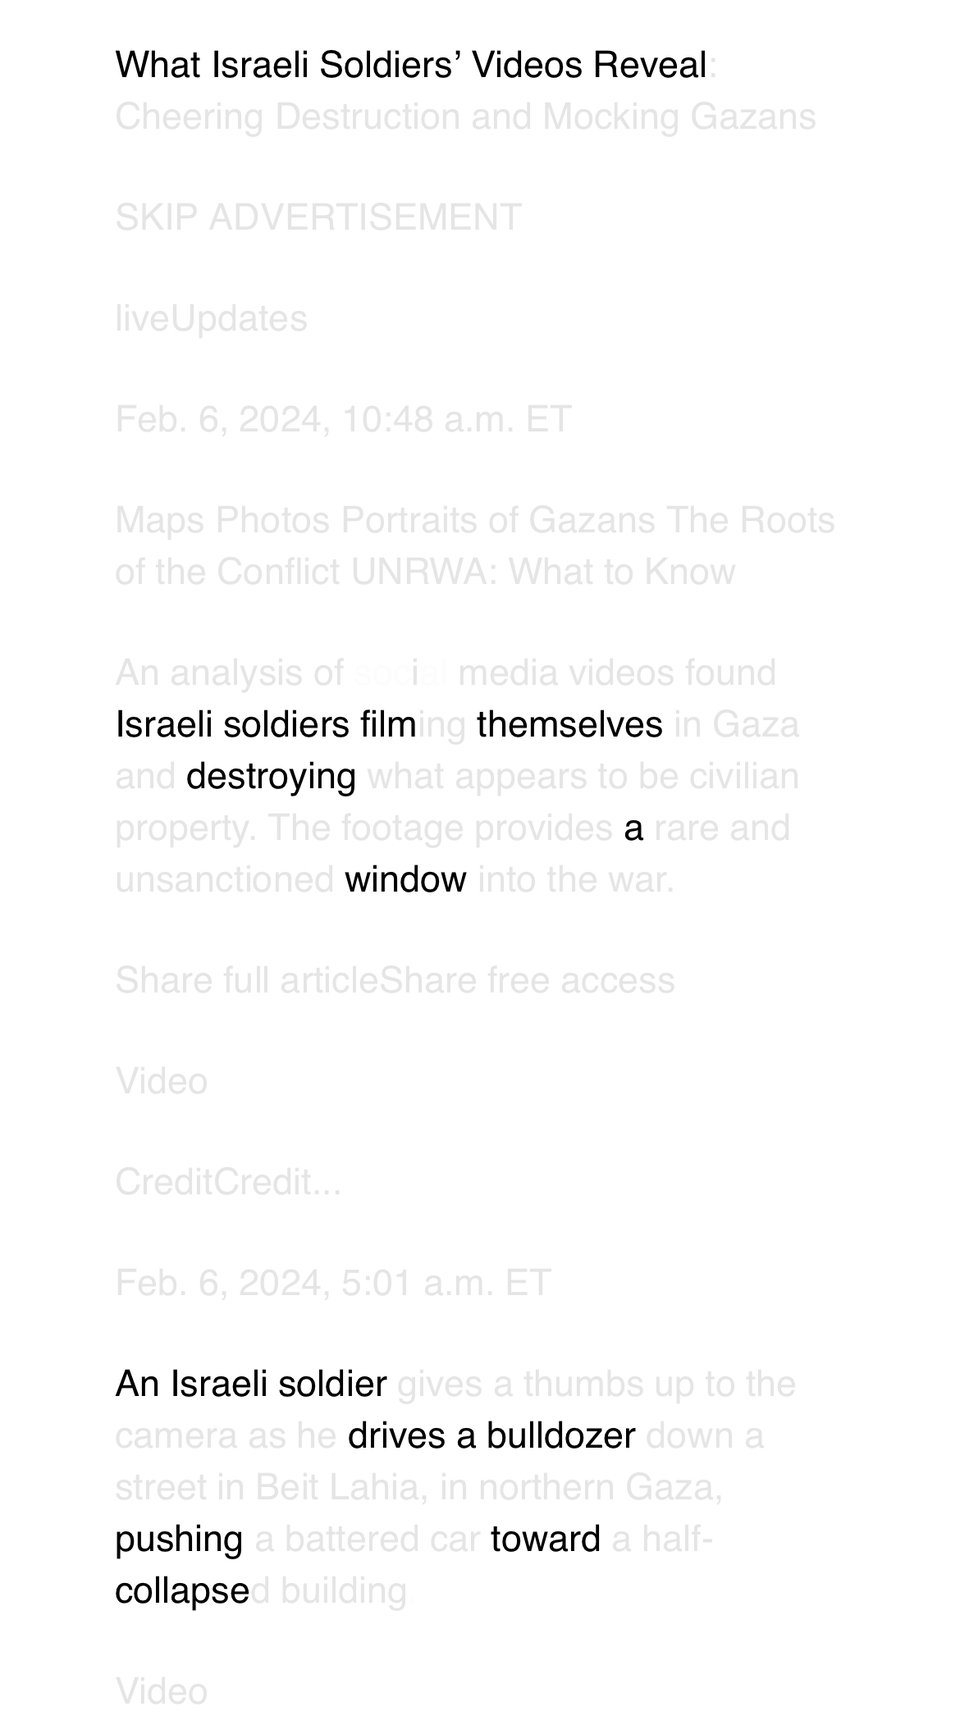 What Israeli Soldiers’ Videos Reveal:
Cheering Destruction and Mocking Gazans
SKIP ADVERTISEMENT
liveUpdates
Feb. 6, 2024, 10:48 a.m. ET
Maps Photos Portraits of Gazans The Roots
of the Conflict UNRWA: What to Know
An analysis of social media videos found
Israeli soldiers filming themselves in Gaza
and destroying what appears to be civilian
property. The footage provides a rare and
unsanctioned window into the war.
Share full articleShare free access
Video
CreditCredit...
Feb. 6, 2024, 5:01 a.m. ET
An Israeli soldier gives a thumbs up to the
camera as he drives a bulldozer down a
street in Beit Lahia, in northern Gaza,
pushing a battered car toward a half-
collapsed building
Video